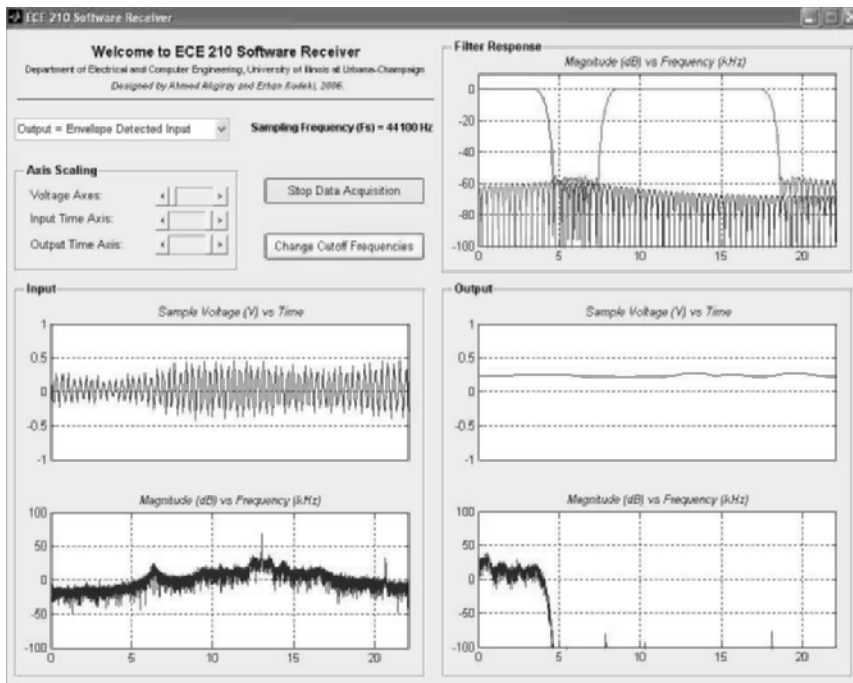 ECE 210 Software Receiver
Welcome to ECE 210 Software Receiver
Department of Electrical and Computer Engineering, University of Illinois at Urbana-Champaign
Designed by Ahmed and Erhan Kudeki, 2006.
Output = Envelope Detected Input
Sampling Frequency (Fs) = 44100 Hz
Axis Scaling
Voltage Axes:
Input Time Axis:
Output Time Axis:
Stop Data Acquisition
Change Cutoff Frequencies
Filter Response
Magnitude (dB) vs Frequency (kHz)
0
-20
-40
-60
-80
-100
0 5 10 15 20
Input
Sample Voltage (V) vs Time
1
0.5
0
-0.5
-1
Magnitude (dB) vs Frequency (kHz)
100
50
0
-50
-100
0 5 10 15 20
Output
Sample Voltage (V) vs Time
1
0.5
0
-0.5
-1
Magnitude (dB) vs Frequency (kHz)
100
50
0
-50
-100
0 5 10 15 20